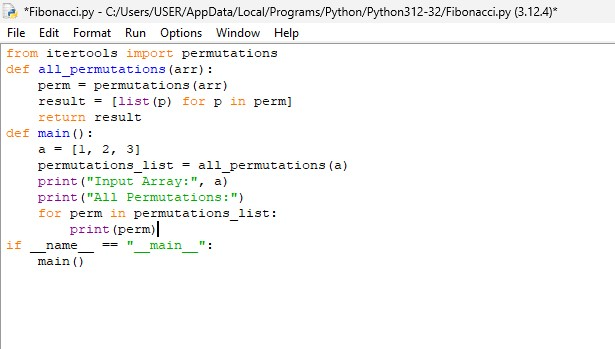 *Fibonacci.py - C:/Users/USER/AppData/Local/Programs/Python/Python312-32/Fibonacci.py (3.12.4)*
File Edit Format Run Options Window Help
from itertools import permutations
def all_permutations(arr):
    perm = permutations(arr)
    result = [list(p) for p in perm]
    return result
def main():
    a = [1, 2, 3]
    permutations_list = all_permutations(a)
    print("Input Array:", a)
    print("All Permutations:")
    for perm in permutations_list:
        print(perm)
if __name__ == "__main__":
    main()